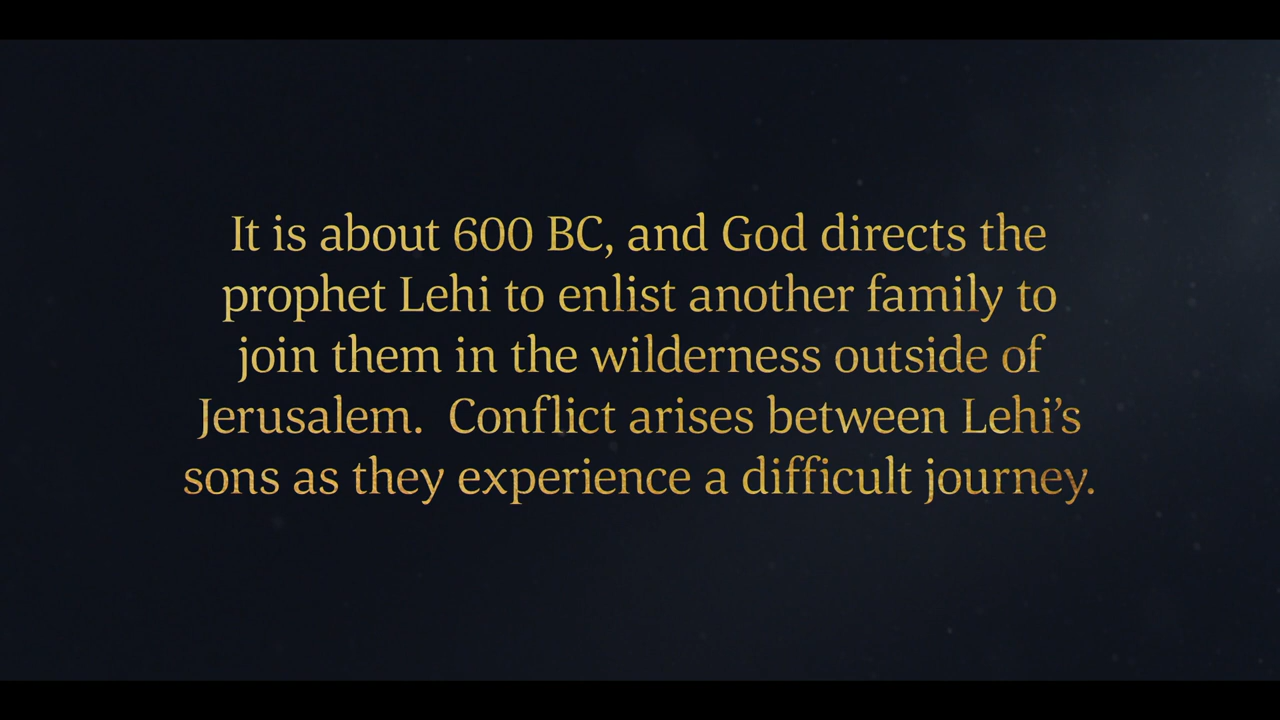 It is about 600 BC, and God directs the
prophet Lehi to enlist another family to
join them in the wilderness outside of
Jerusalem.  Conflict arises between Lehi’s
sons as they experience a difficult journey.